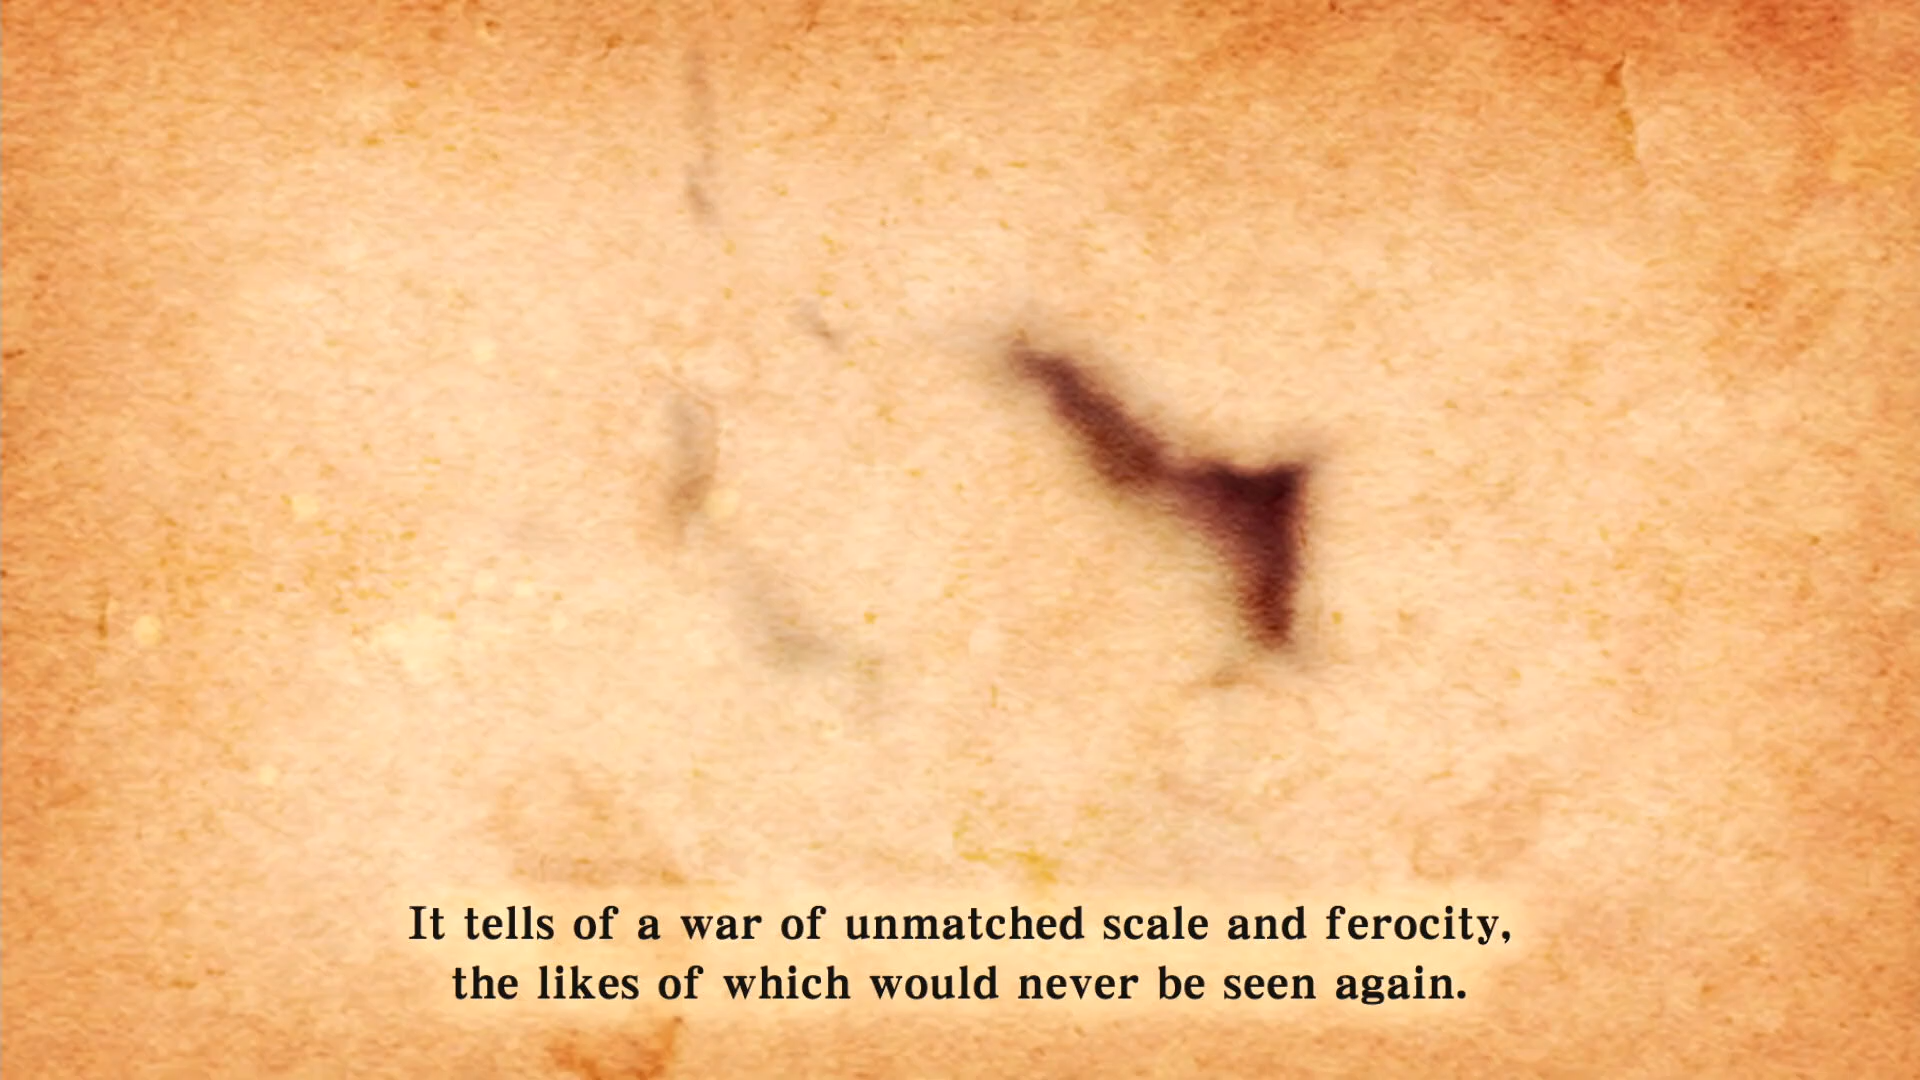 It tells of a war of unmatched scale and ferocity,
the likes of which would never be seen again.